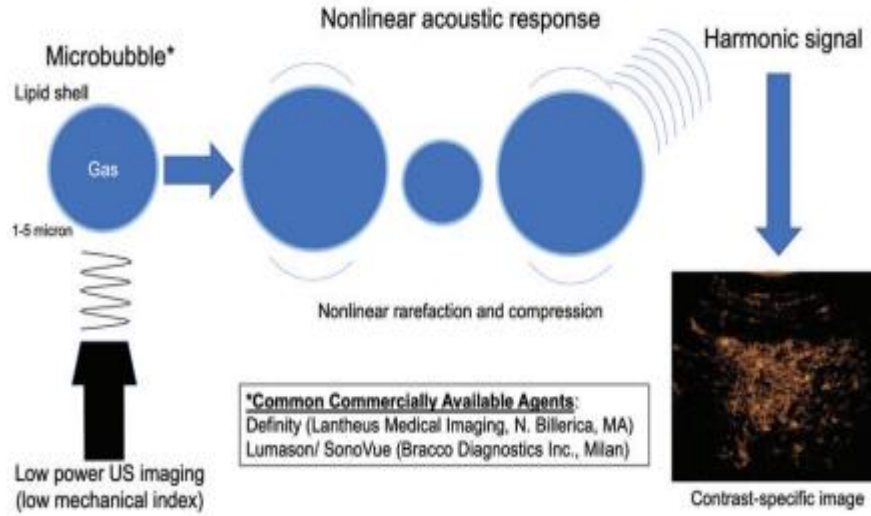 Nonlinear acoustic response
Microbubble*
Harmonic signal
Lipid shell
Gas
1-5 micron
Nonlinear rarefaction and compression
*Common Commercially Available Agents:
Definity (Lantheus Medical Imaging, N. Billerica, MA)
Lumason/ SonoVue (Bracco Diagnostics Inc., Milan)
Low power US imaging
(low mechanical index)
Contrast-specific image